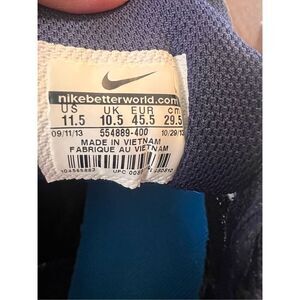 nikebetterworld.com
US UK EUR cm
11.5 10.5 45.5 29.5
09/11/13 554889-400 10/29/13
MADE IN VIETNAM
FABRIQUE AU VIETNAM
UPC